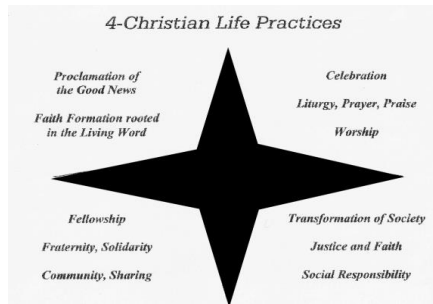 4-Christian Life Practices
Proclamation of
the Good News
Faith Formation rooted
in the Living Word
Celebration
Liturgy, Prayer, Praise
Worship
Fellowship
Fraternity, Solidarity
Community, Sharing
Transformation of Society
Justice and Faith
Social Responsibility